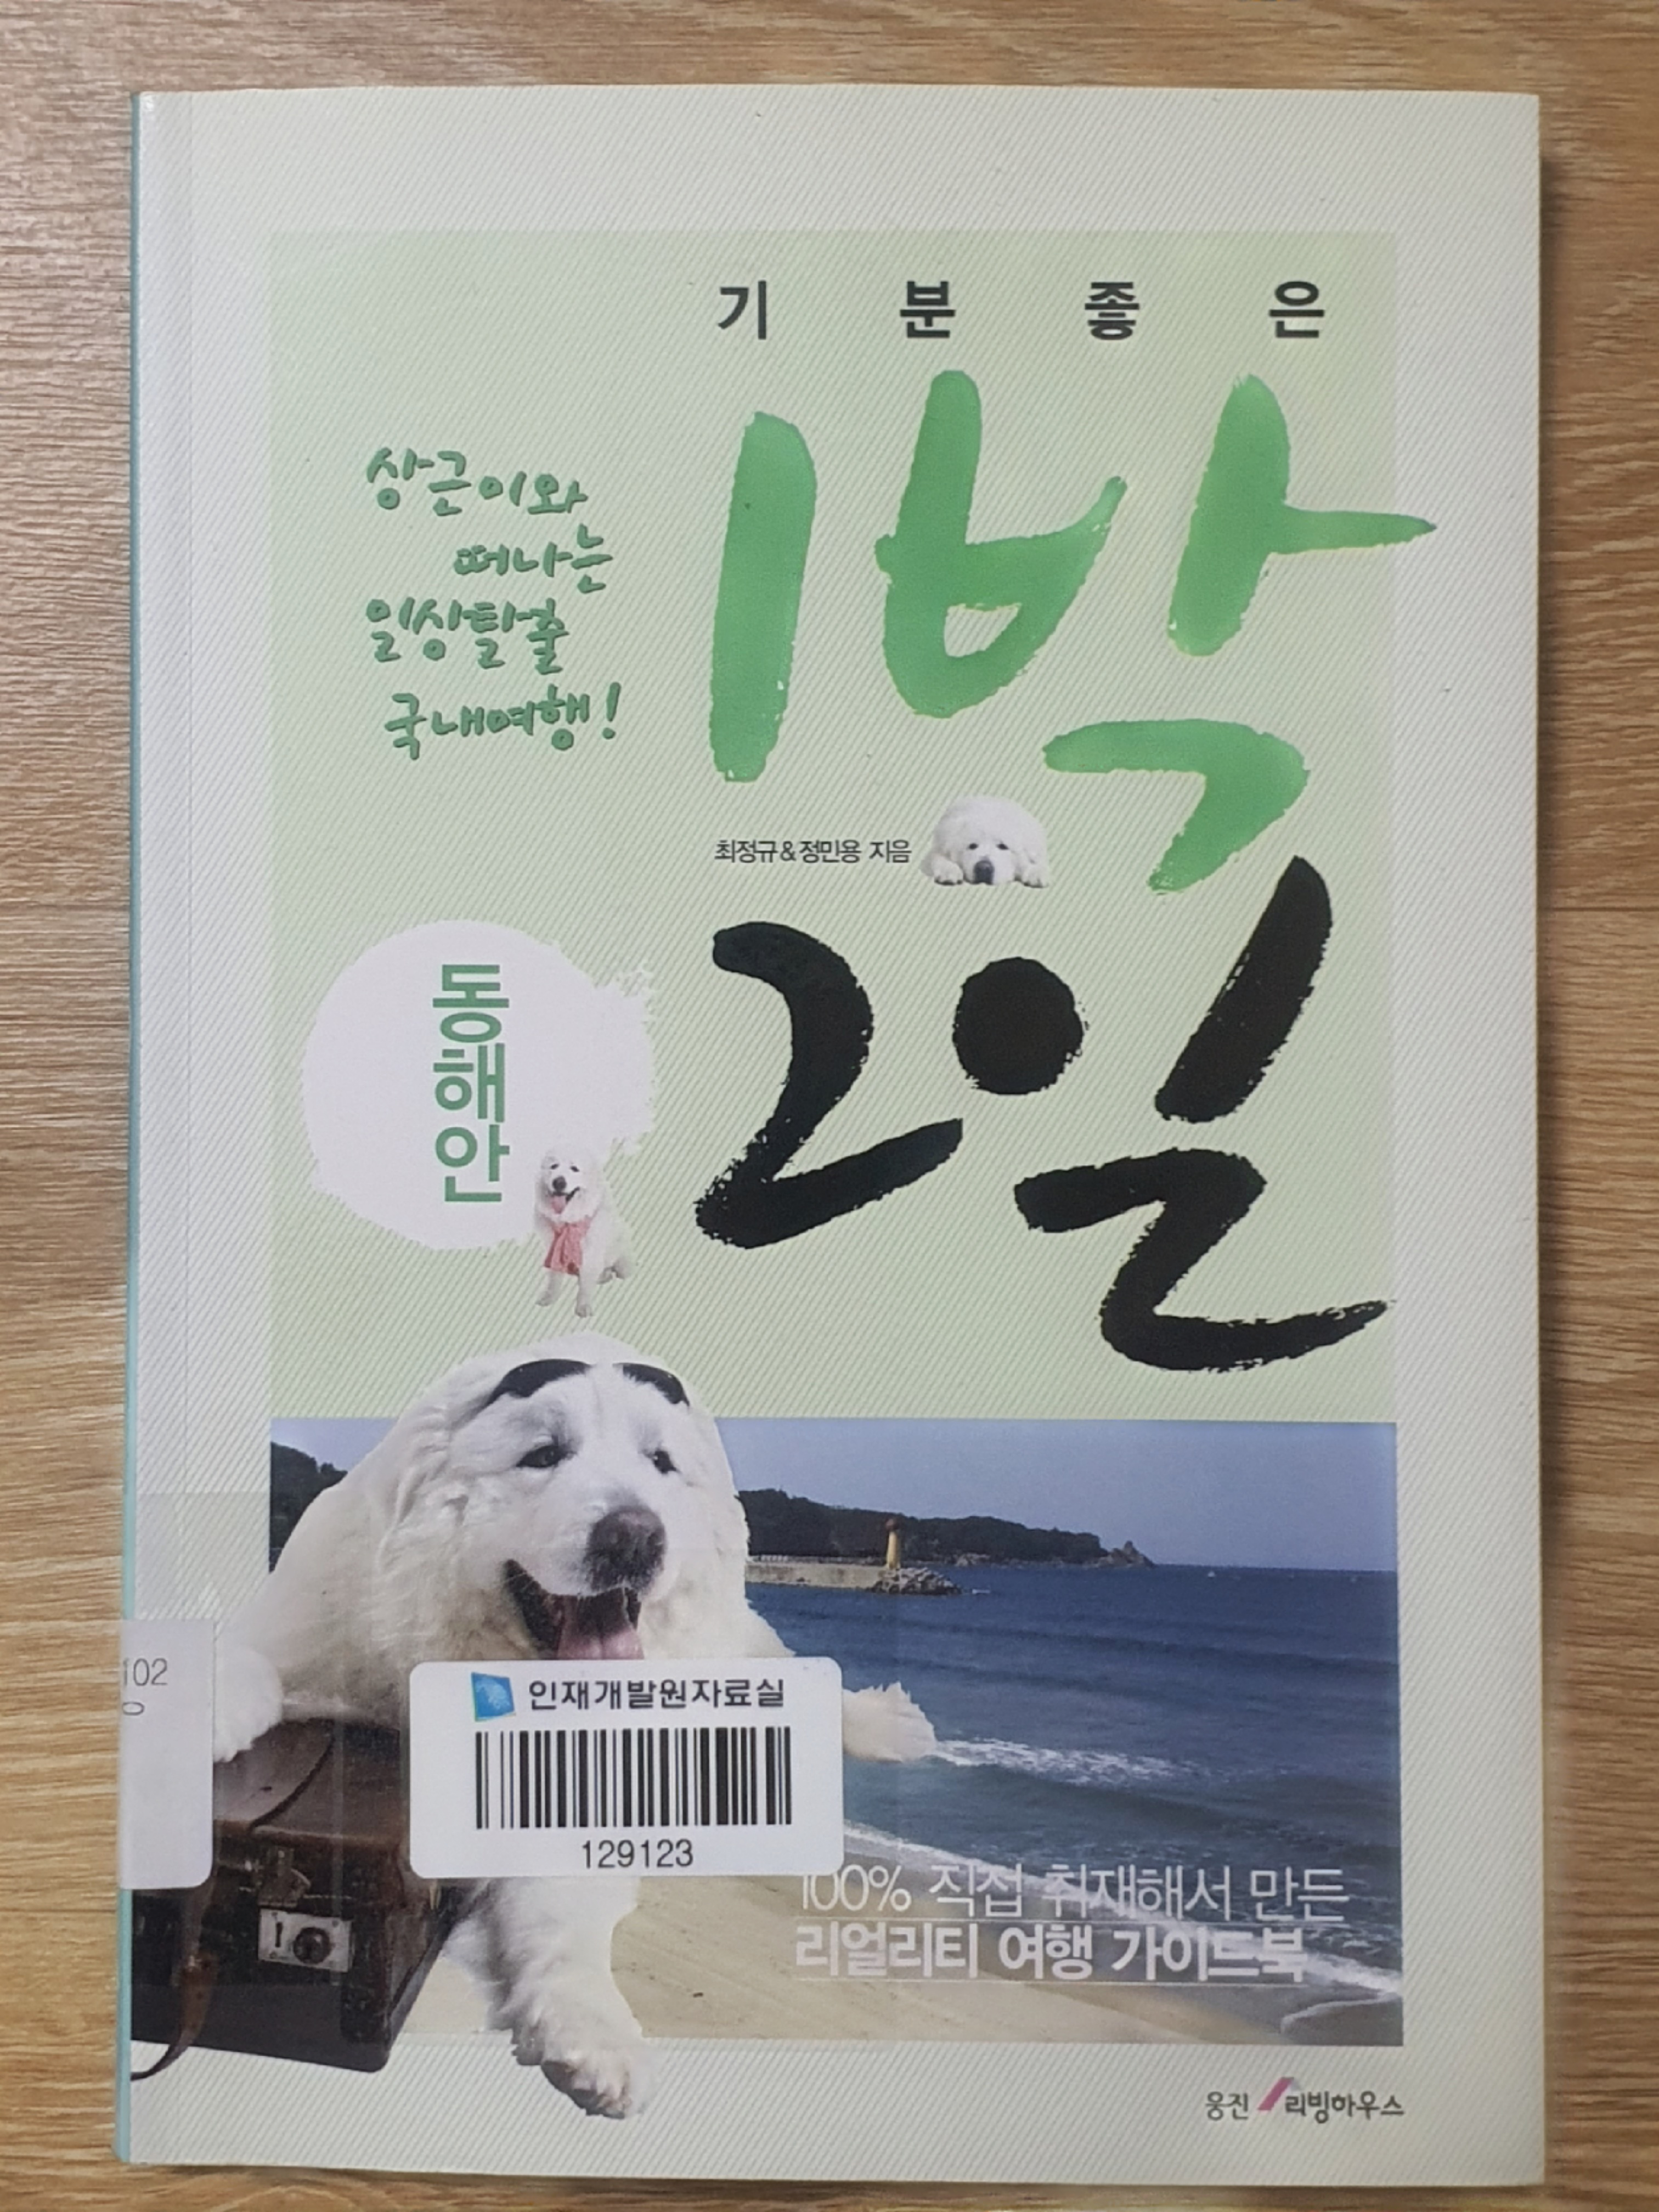 기분좋은
1박
2일
상근이와
떠나는
일상탈출
국내여행!
최정규&정민용 지음
동해안
102
인재개발원자료실
129123
100% 직접 취재해서 만든
리얼리티 여행 가이드북
웅진 리빙하우스